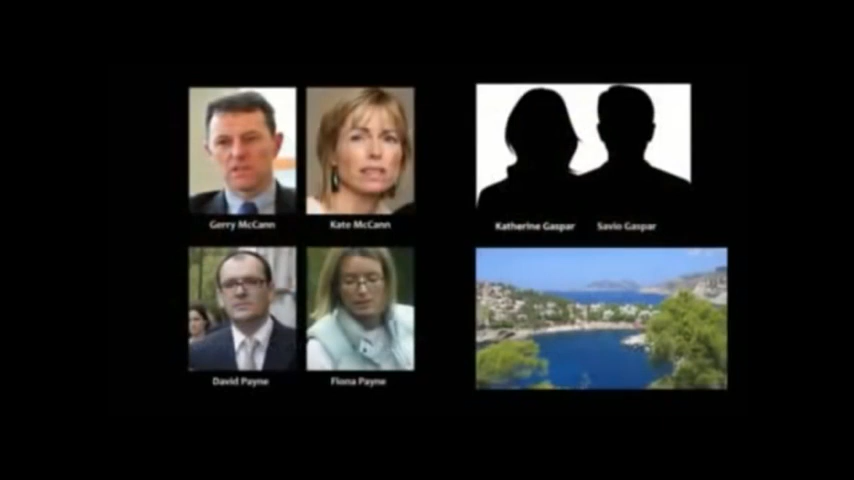 Gerry McCann
Kate McCann
Katherine Gaspar
Savio Gaspar
David Payne
Fiona Payne